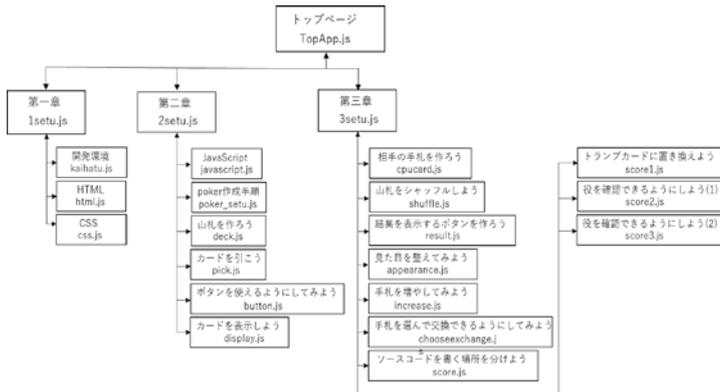 トップページ
TopApp.js
第一章
1setu.js
第二章
2setu.js
第三章
3setu.js
開発環境
kaihatu.js
HTML
html.js
CSS
css.js
JavaScript
javascript.js
poker作成手順
poker_setu.js
山札を作ろう
deck.js
カードを引こう
pick.js
ボタンを使えるようにしてみよう
button.js
カードを表示しよう
display.js
相手の手札を作ろう
cpucard.js
山札をシャッフルしよう
shuffle.js
結果を表示するボタンを作ろう
result.js
見た目を整えてみよう
appearance.js
手札を増やしてみよう
increase.js
手札を選んで交換できるようにしてみよう
chooseexchange.j
s
ソースコードを書く場所を分けよう
score.js
トランプカードに置き換えよう
score1.js
役を確認できるようにしよう(1)
score2.js
役を確認できるようにしよう(2)
score3.js